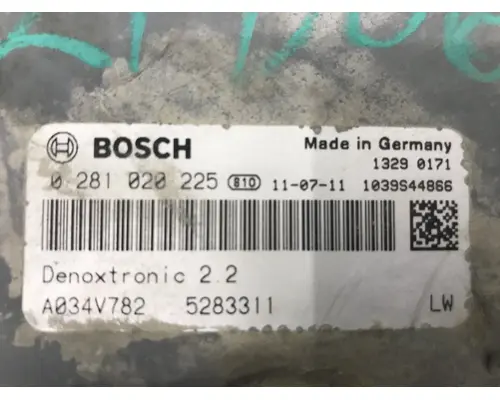 BOSCH Made in Germany
1329 0171
0 281 020 225 810 11-07-11 1039S44866
Denoxtronic 2.2
A034V782 5283311 LW